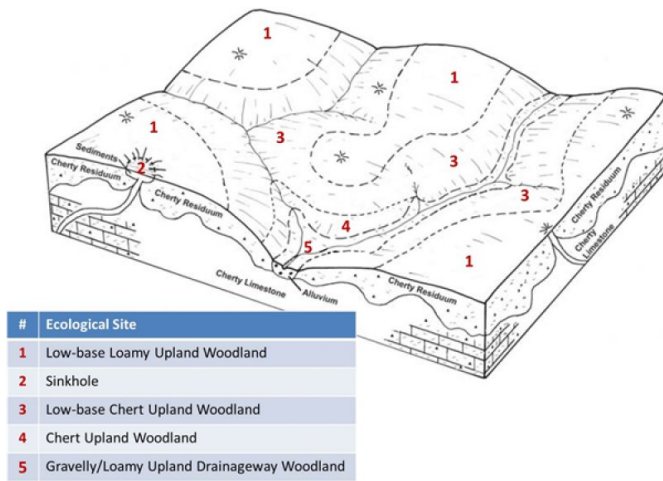 1
1
1
3
Sediments
2
Cherty Residuum
Cherty Residuum
3
3
4
5
1
Cherty Residuum
Cherty Limestone
Cherty Limestone
Alluvium
Cherty Residuum
# Ecological Site
1 Low-base Loamy Upland Woodland
2 Sinkhole
3 Low-base Chert Upland Woodland
4 Chert Upland Woodland
5 Gravelly/Loamy Upland Drainageway Woodland